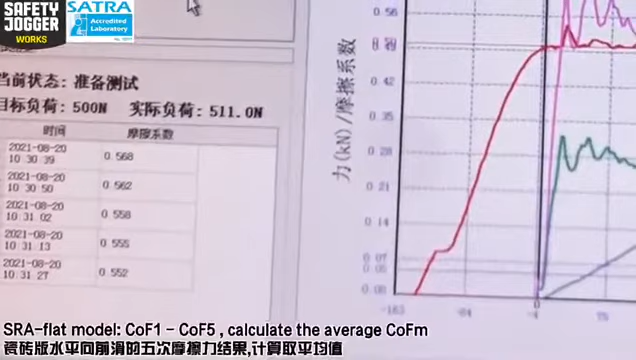 SAFETY
JOGGER
WORKS
SATRA
Accredited
Laboratory
当前状态: 准备测试
目标负荷: 500N 实际负荷: 511.0N
时间 摩擦系数
2021-08-20
10 30 39 0.568
2021-08-20
10 30 50 0.562
2021-08-20
10 31 02 0.558
2021-08-20
10 31 13 0.555
2021-08-20
10 31 27 0.552
力(kN)/摩擦系数
0.56
0.42
0.35
0.28
0.21
0.14
0.07
-163
-84
-4
SRA-flat model: CoF1 - CoF5 , calculate the average CoFm
瓷砖版水平向前滑的五次摩擦力结果,计算取平均值